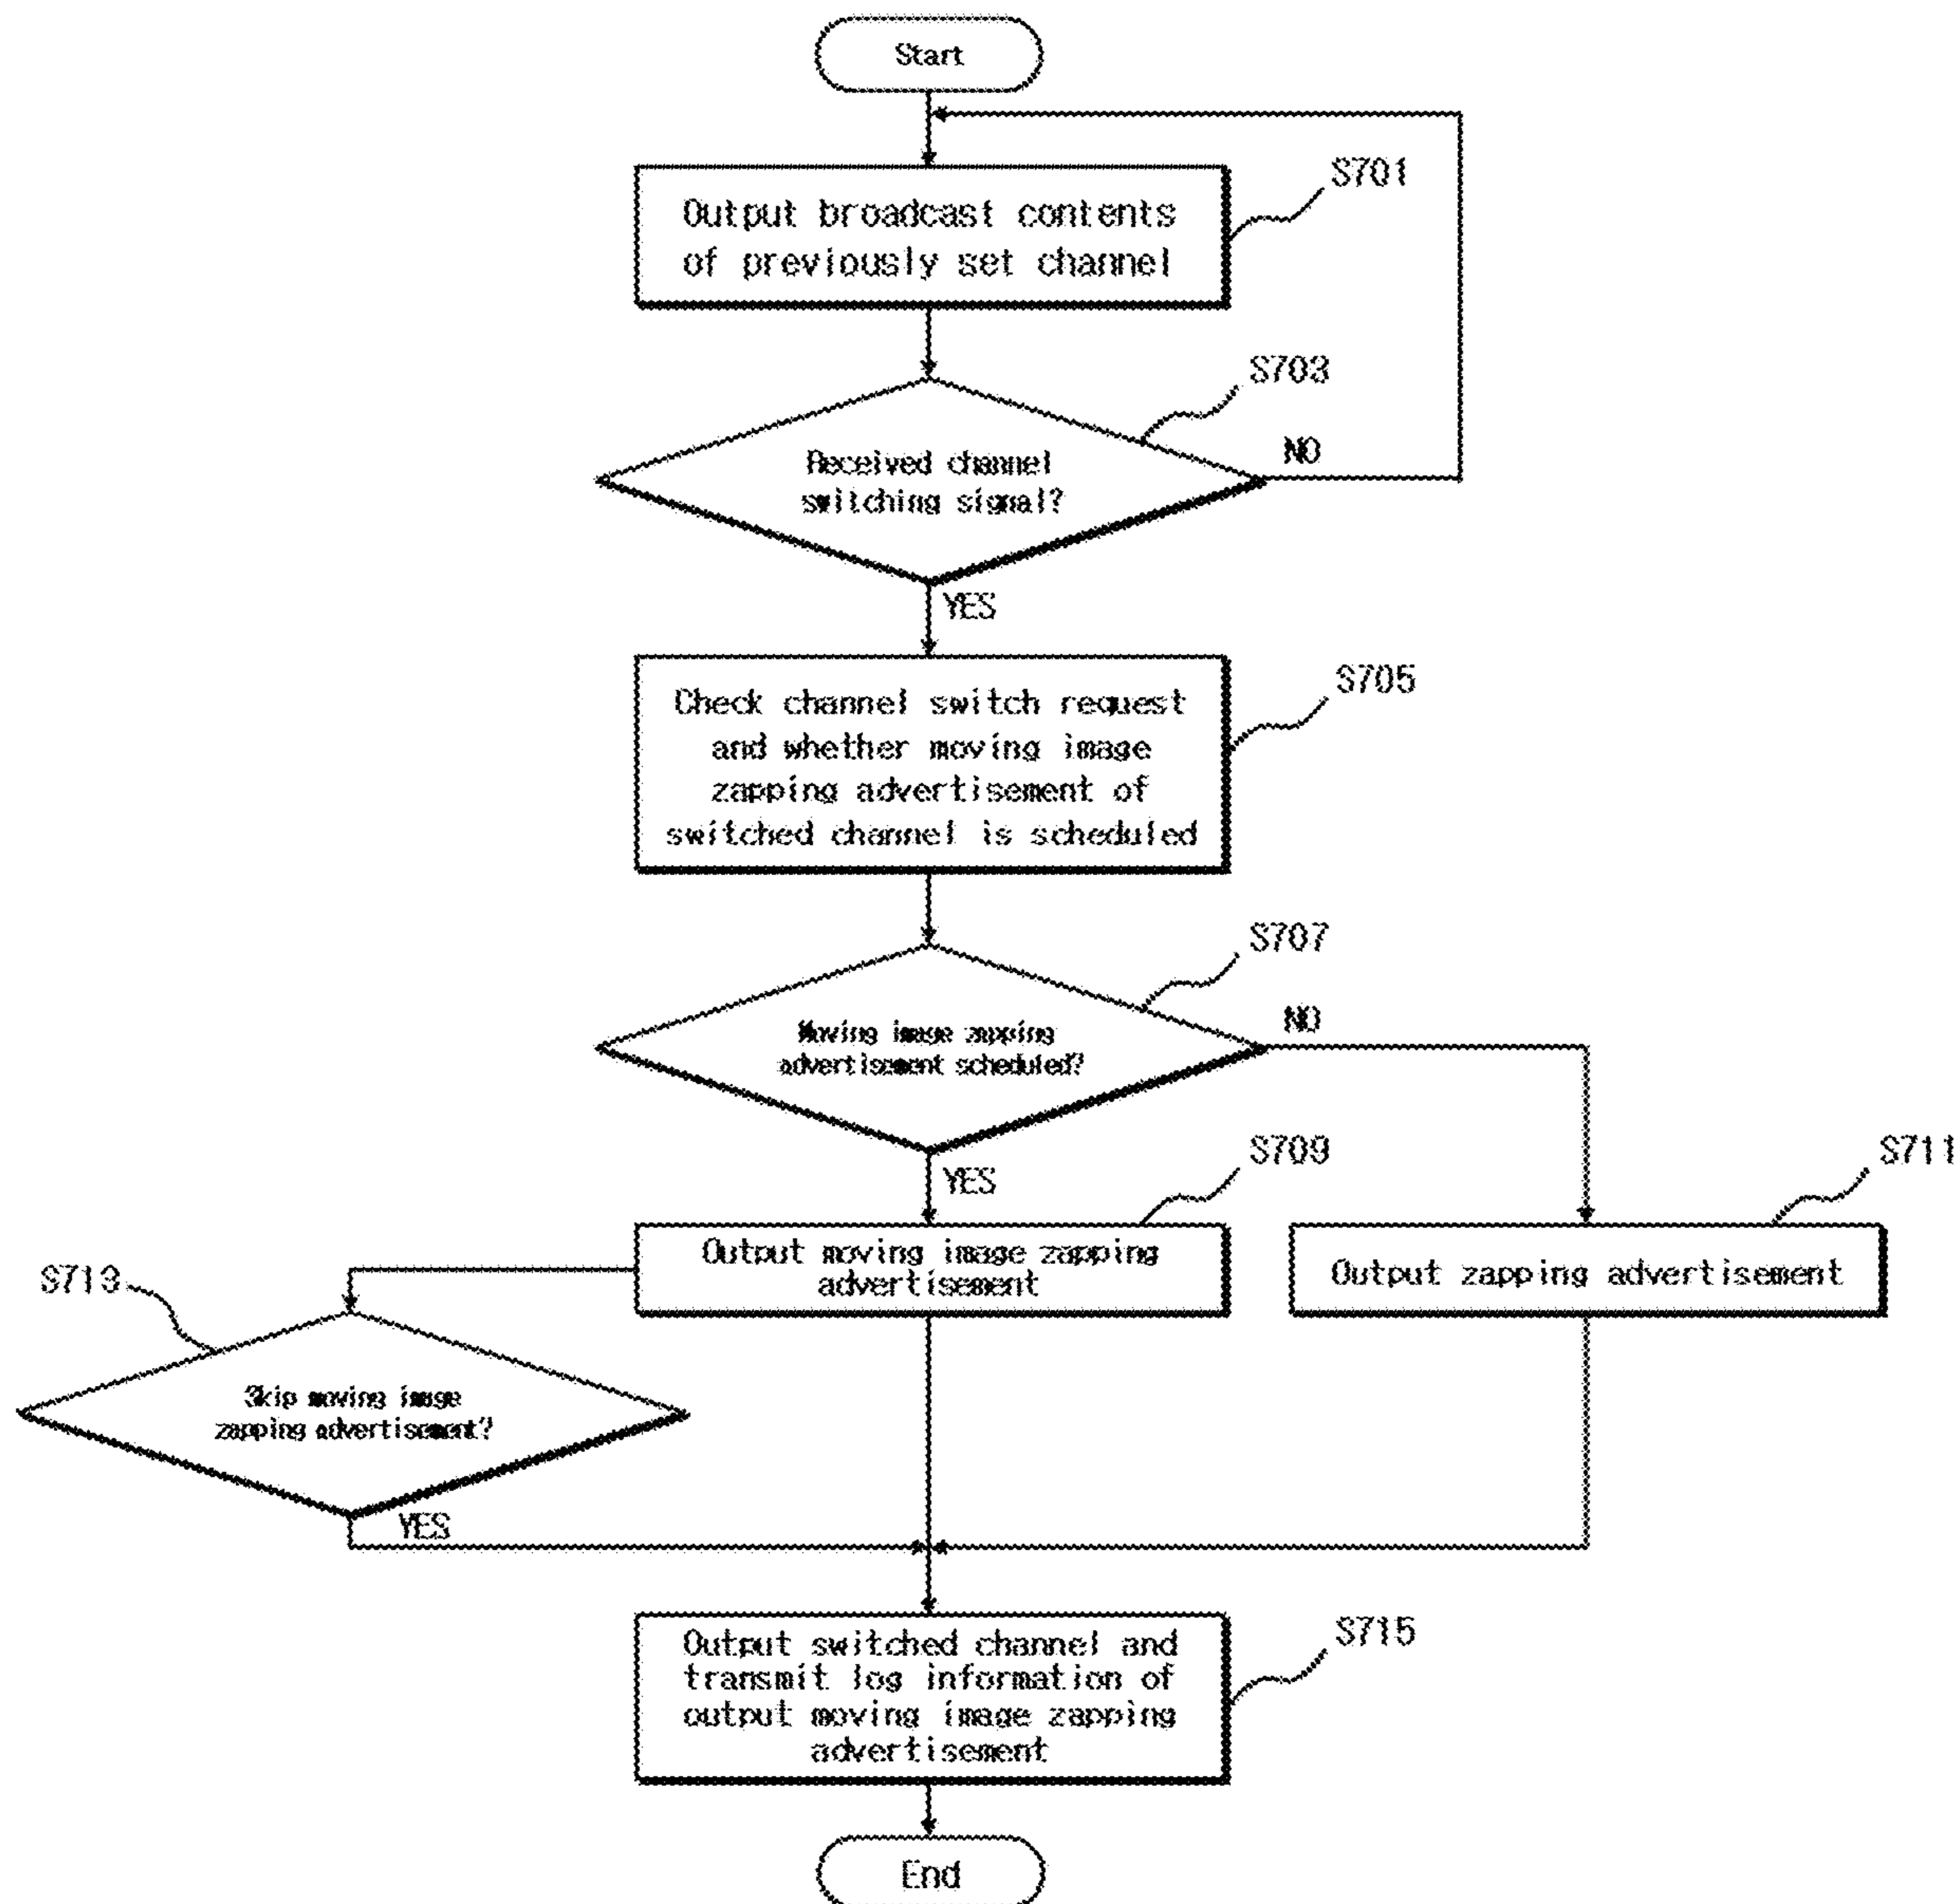 Start
S701
Output broadcast contents
of previously set channel
S703
Received channel
switching signal?
NO
YES
S705
Check channel switch request
and whether moving image
zapping advertisement of
switched channel is scheduled
S707
Moving image zapping
advertisement scheduled?
NO
YES
S709
S711
Output moving image zapping
advertisement
Output zapping advertisement
S713
Skip moving image
zapping advertisement?
YES
S715
Output switched channel and
transmit log information of
output moving image zapping
advertisement
End